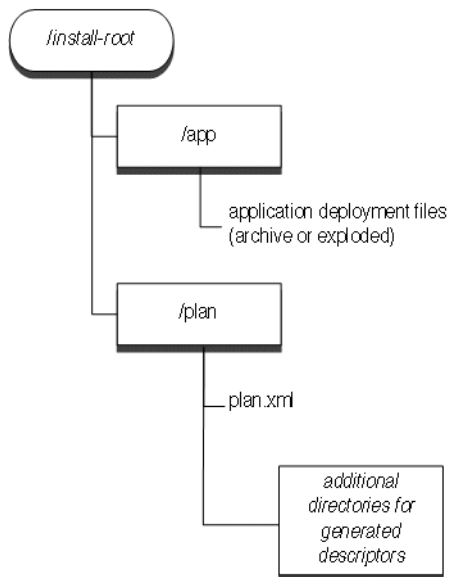 /install-root
/app
application deployment files
(archive or exploded)
/plan
plan.xml
additional
directories for
generated
descriptors